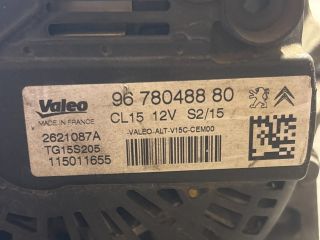 Valeo
MADE IN FRANCE
96 780488 80
CL15 12V S2/15
-VALEO-ALT-V15C-CEM00
2621087A
TG15S205
115011655